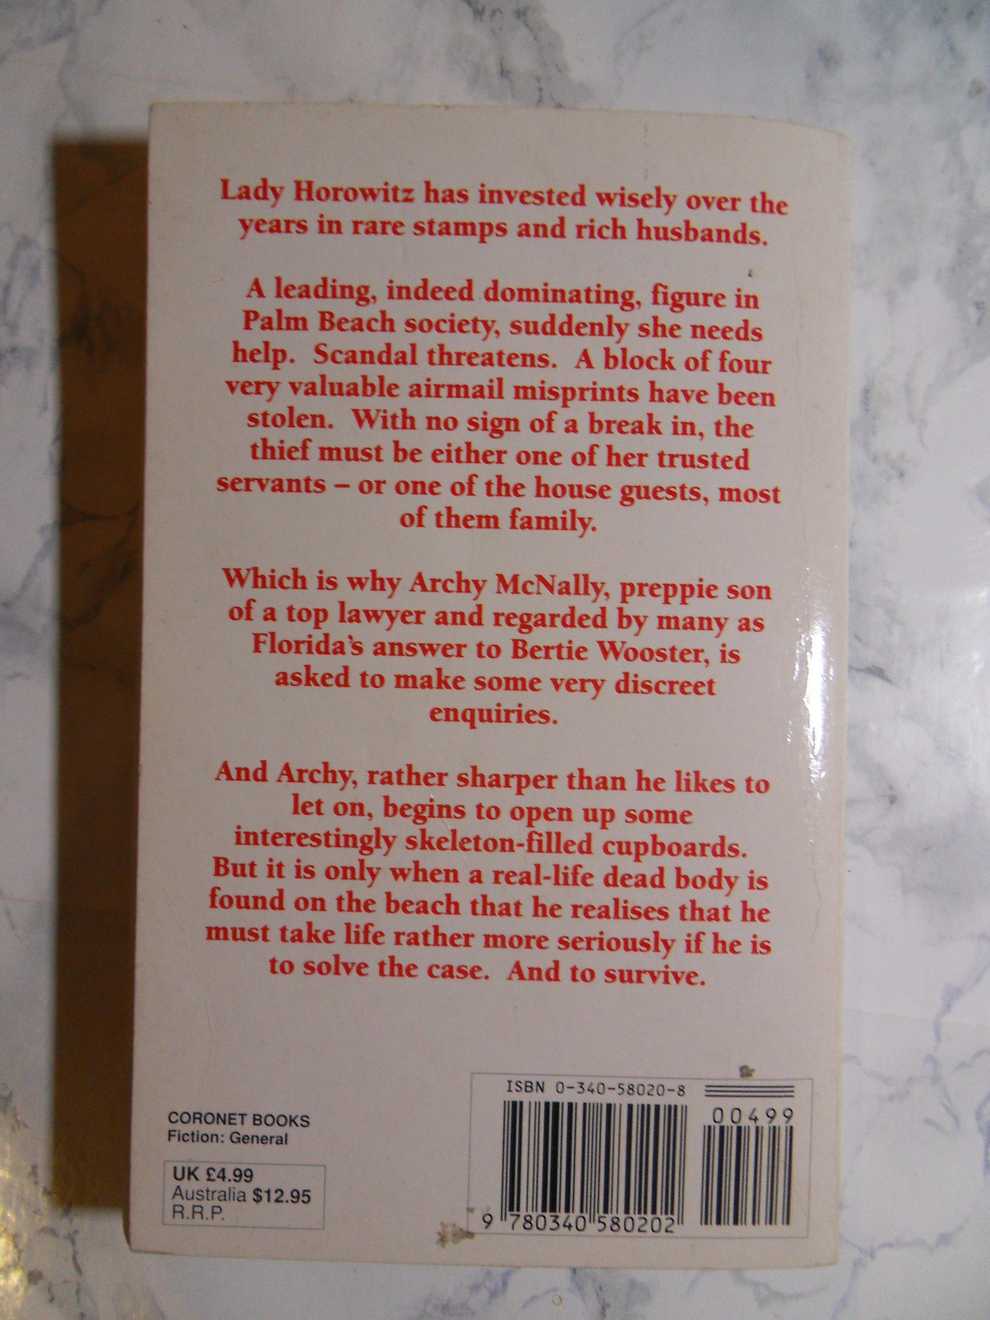 Lady Horowitz has invested wisely over the
years in rare stamps and rich husbands.
A leading, indeed dominating, figure in
Palm Beach society, suddenly she needs
help. Scandal threatens. A block of four
very valuable airmail misprints have been
stolen. With no sign of a break in, the
thief must be either one of her trusted
servants – or one of the house guests, most
of them family.
Which is why Archy McNally, preppie son
of a top lawyer and regarded by many as
Florida's answer to Bertie Wooster, is
asked to make some very discreet
enquiries.
And Archy, rather sharper than he likes to
let on, begins to open up some
interestingly skeleton-filled cupboards.
But it is only when a real-life dead body is
found on the beach that he realises that he
must take life rather more seriously if he is
to solve the case. And to survive.
CORONET BOOKS
Fiction: General
UK £4.99
Australia $12.95
R.R.P.
ISBN 0-340-58020-8
00499
9 780340 580202